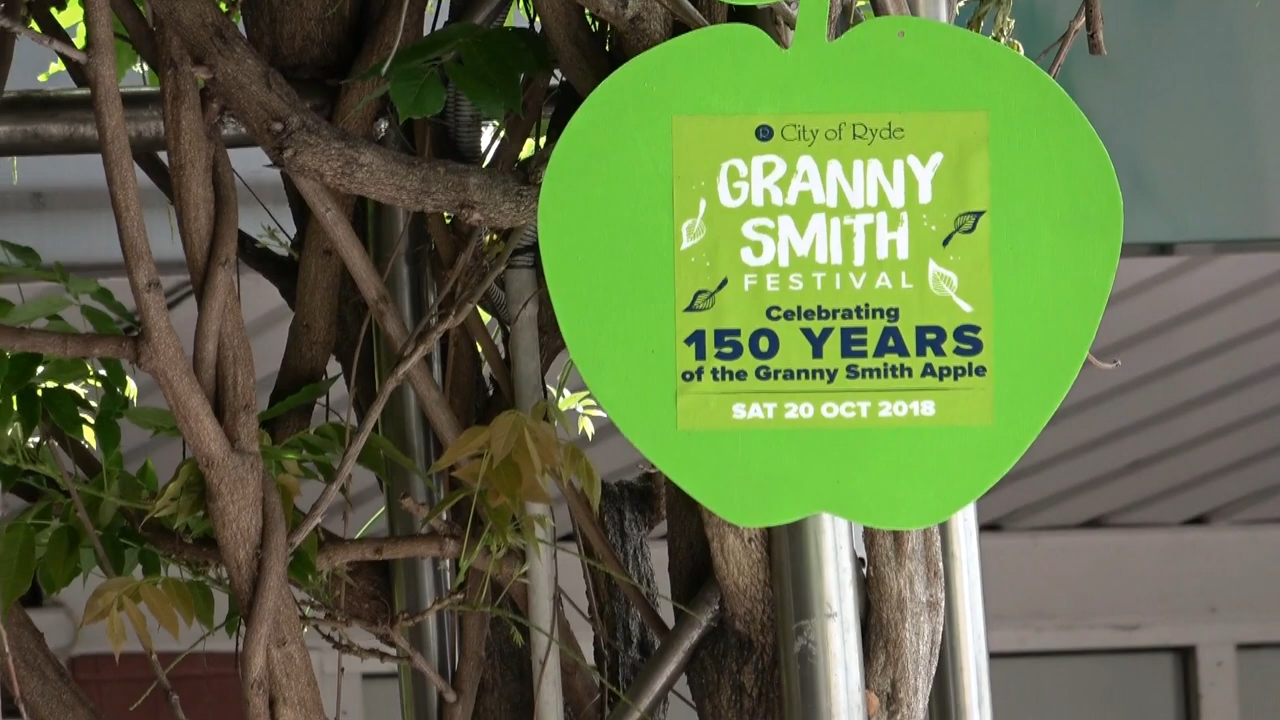 City of Ryde
GRANNY
SMITH
FESTIVAL
Celebrating
150 YEARS
of the Granny Smith Apple
SAT 20 OCT 2018